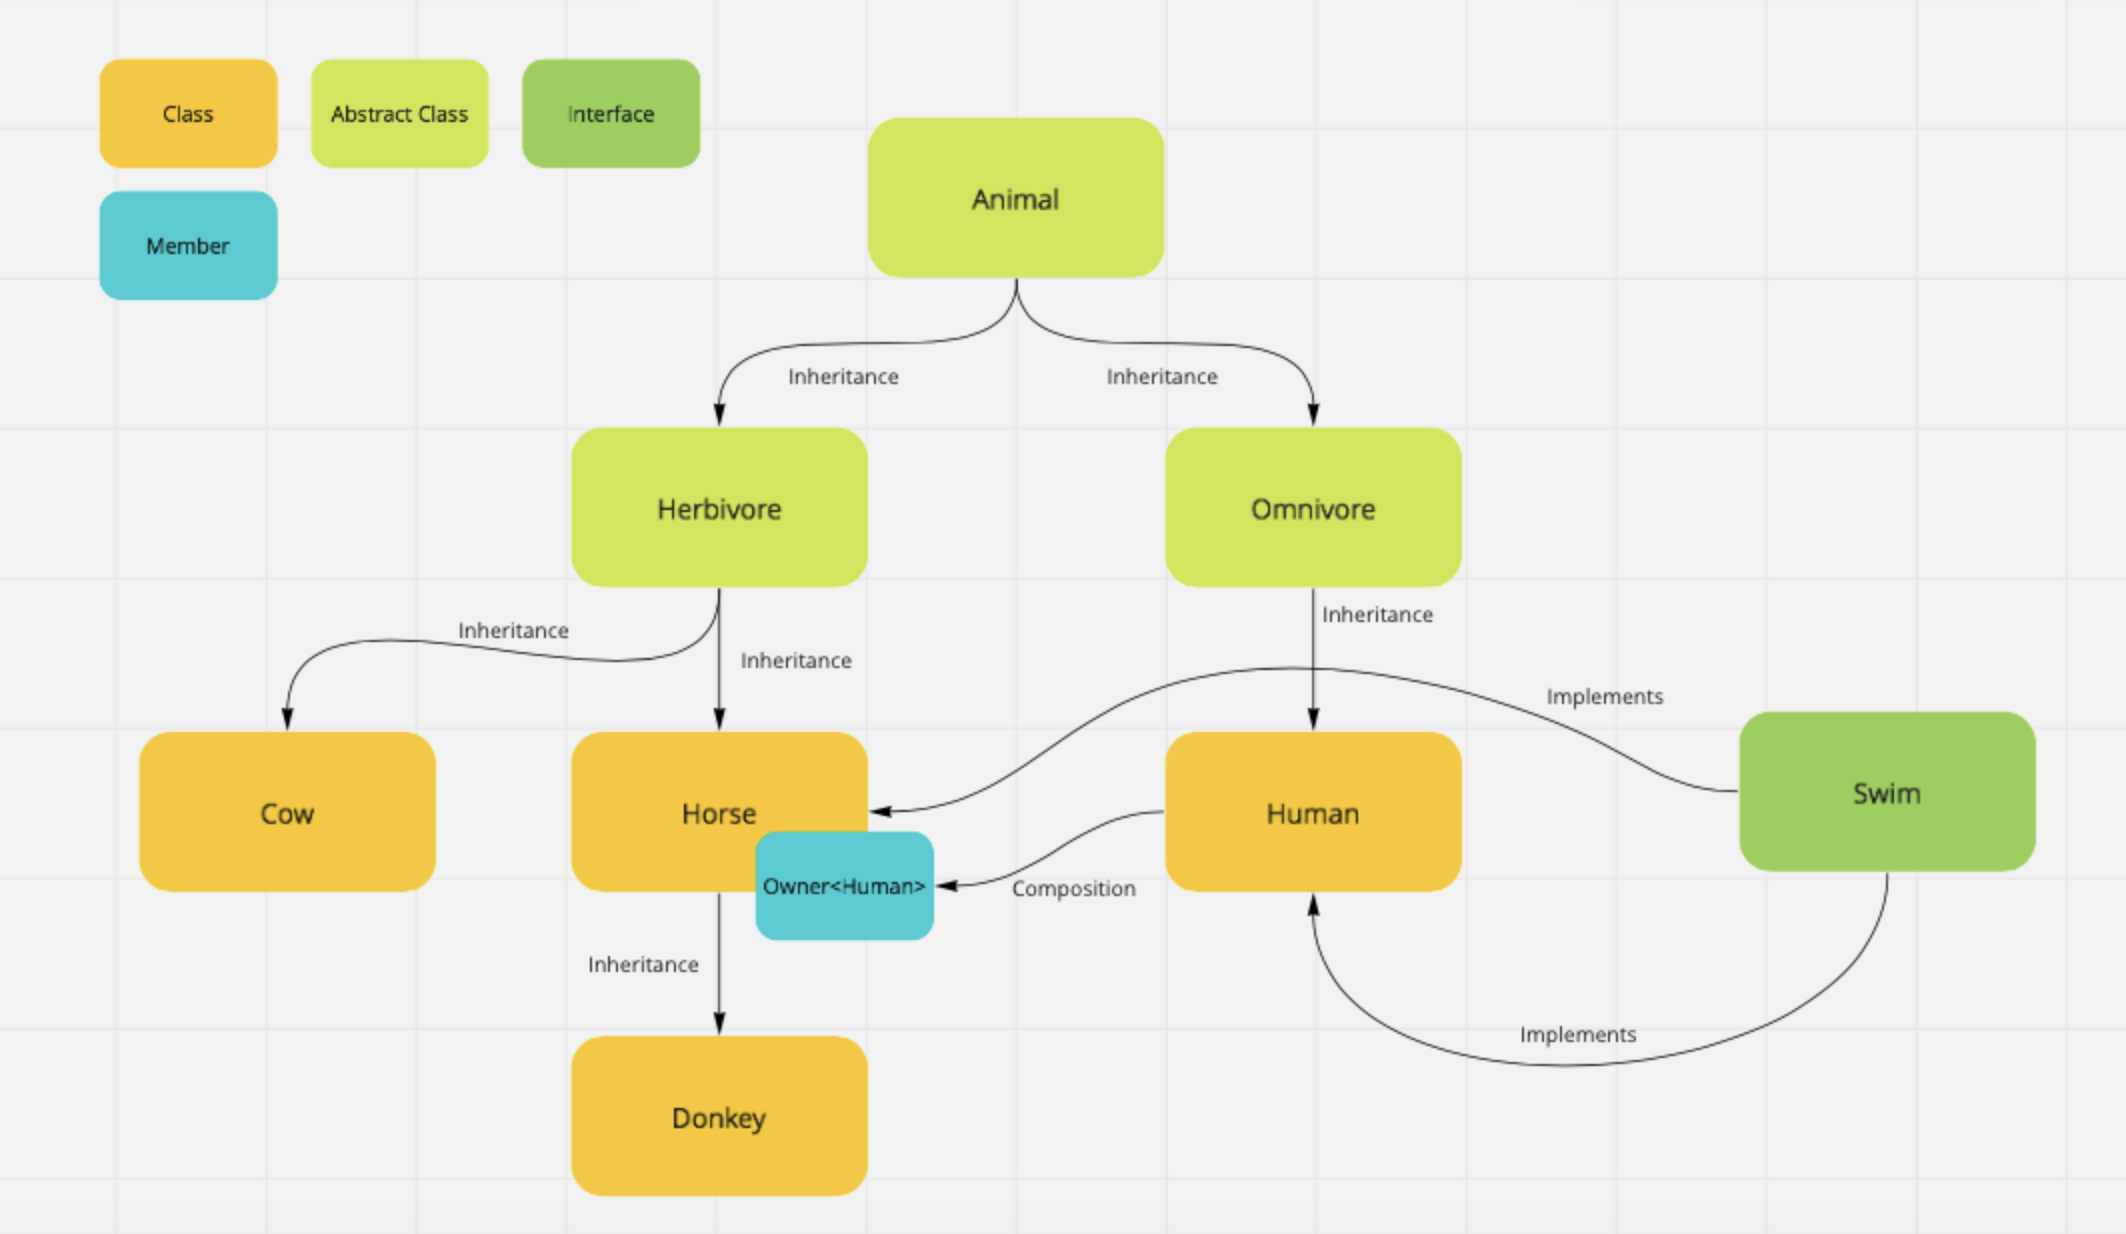 Class
Abstract Class
Interface
Member
Animal
Inheritance
Inheritance
Herbivore
Omnivore
Inheritance
Inheritance
Inheritance
Implements
Cow
Horse
Human
Swim
Owner<Human>
Composition
Inheritance
Implements
Donkey